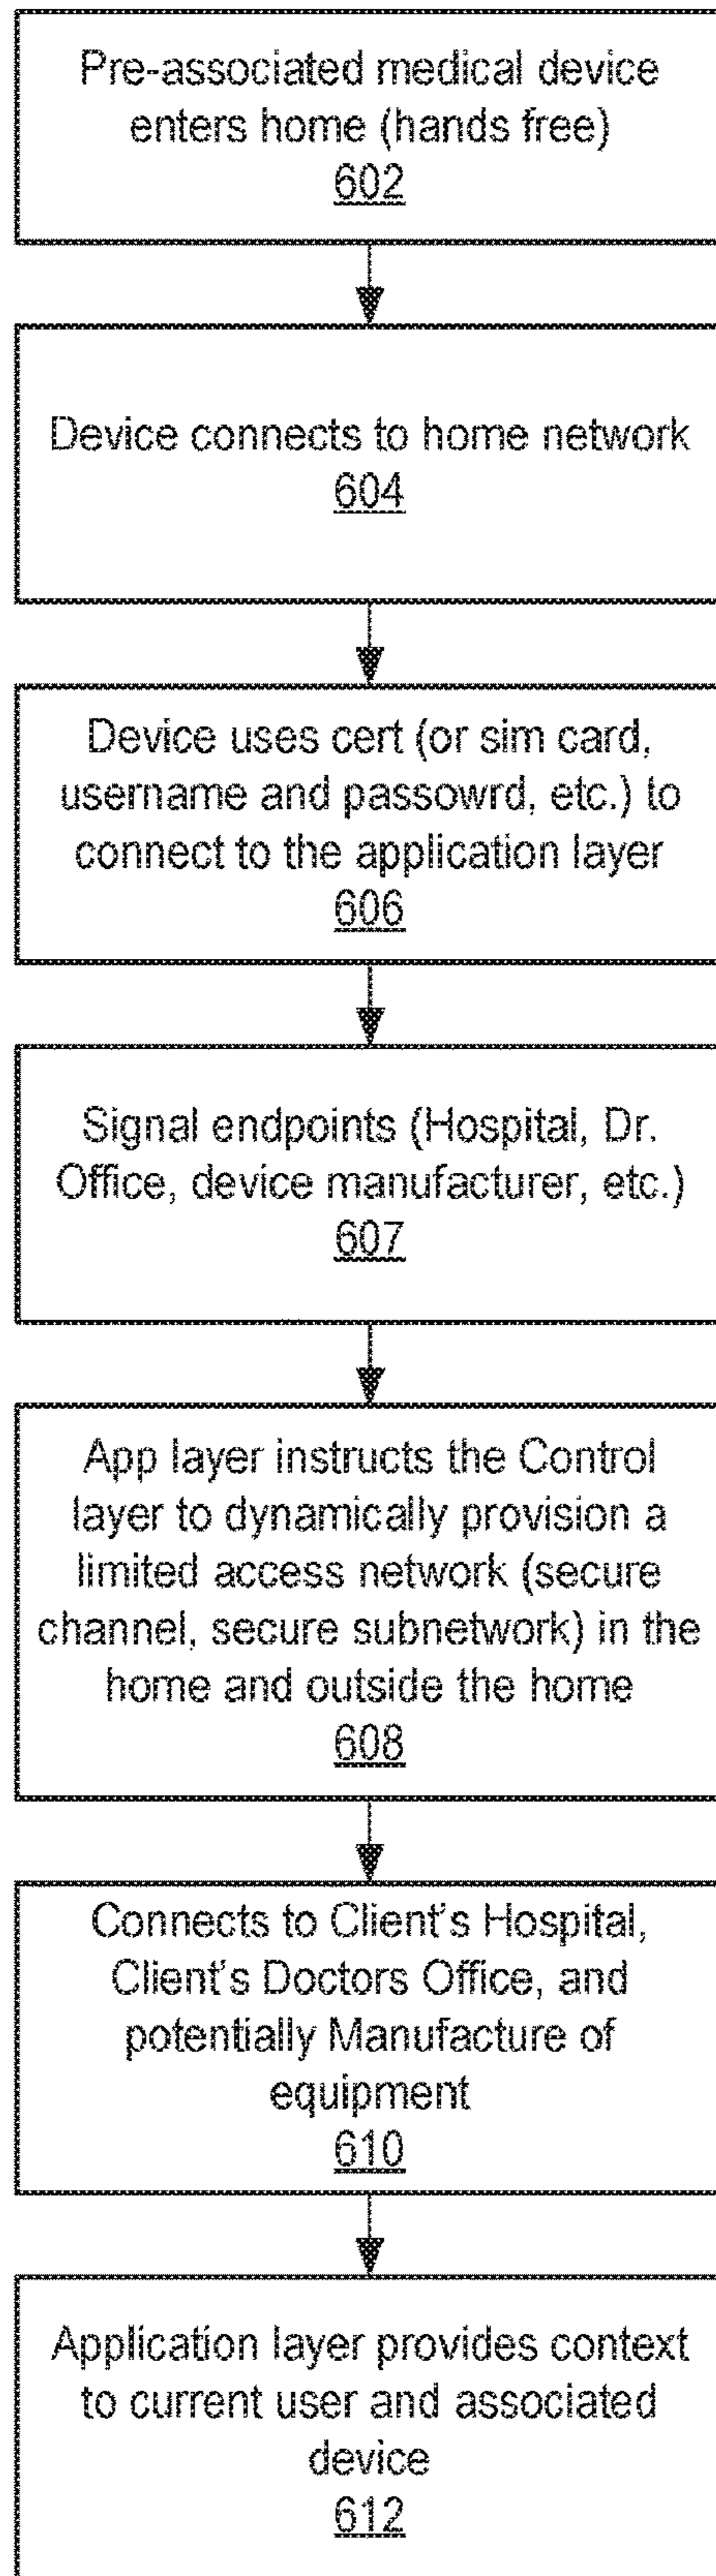 Pre-associated medical device
enters home (hands free)
602
Device connects to home network
604
Device uses cert (or sim card,
username and passowrd, etc.) to
connect to the application layer
606
Signal endpoints (Hospital, Dr.
Office, device manufacturer, etc.)
607
App layer instructs the Control
layer to dynamically provision a
limited access network (secure
channel, secure subnetwork) in the
home and outside the home
608
Connects to Client's Hospital,
Client's Doctors Office, and
potentially Manufacture of
equipment
610
Application layer provides context
to current user and associated
device
612